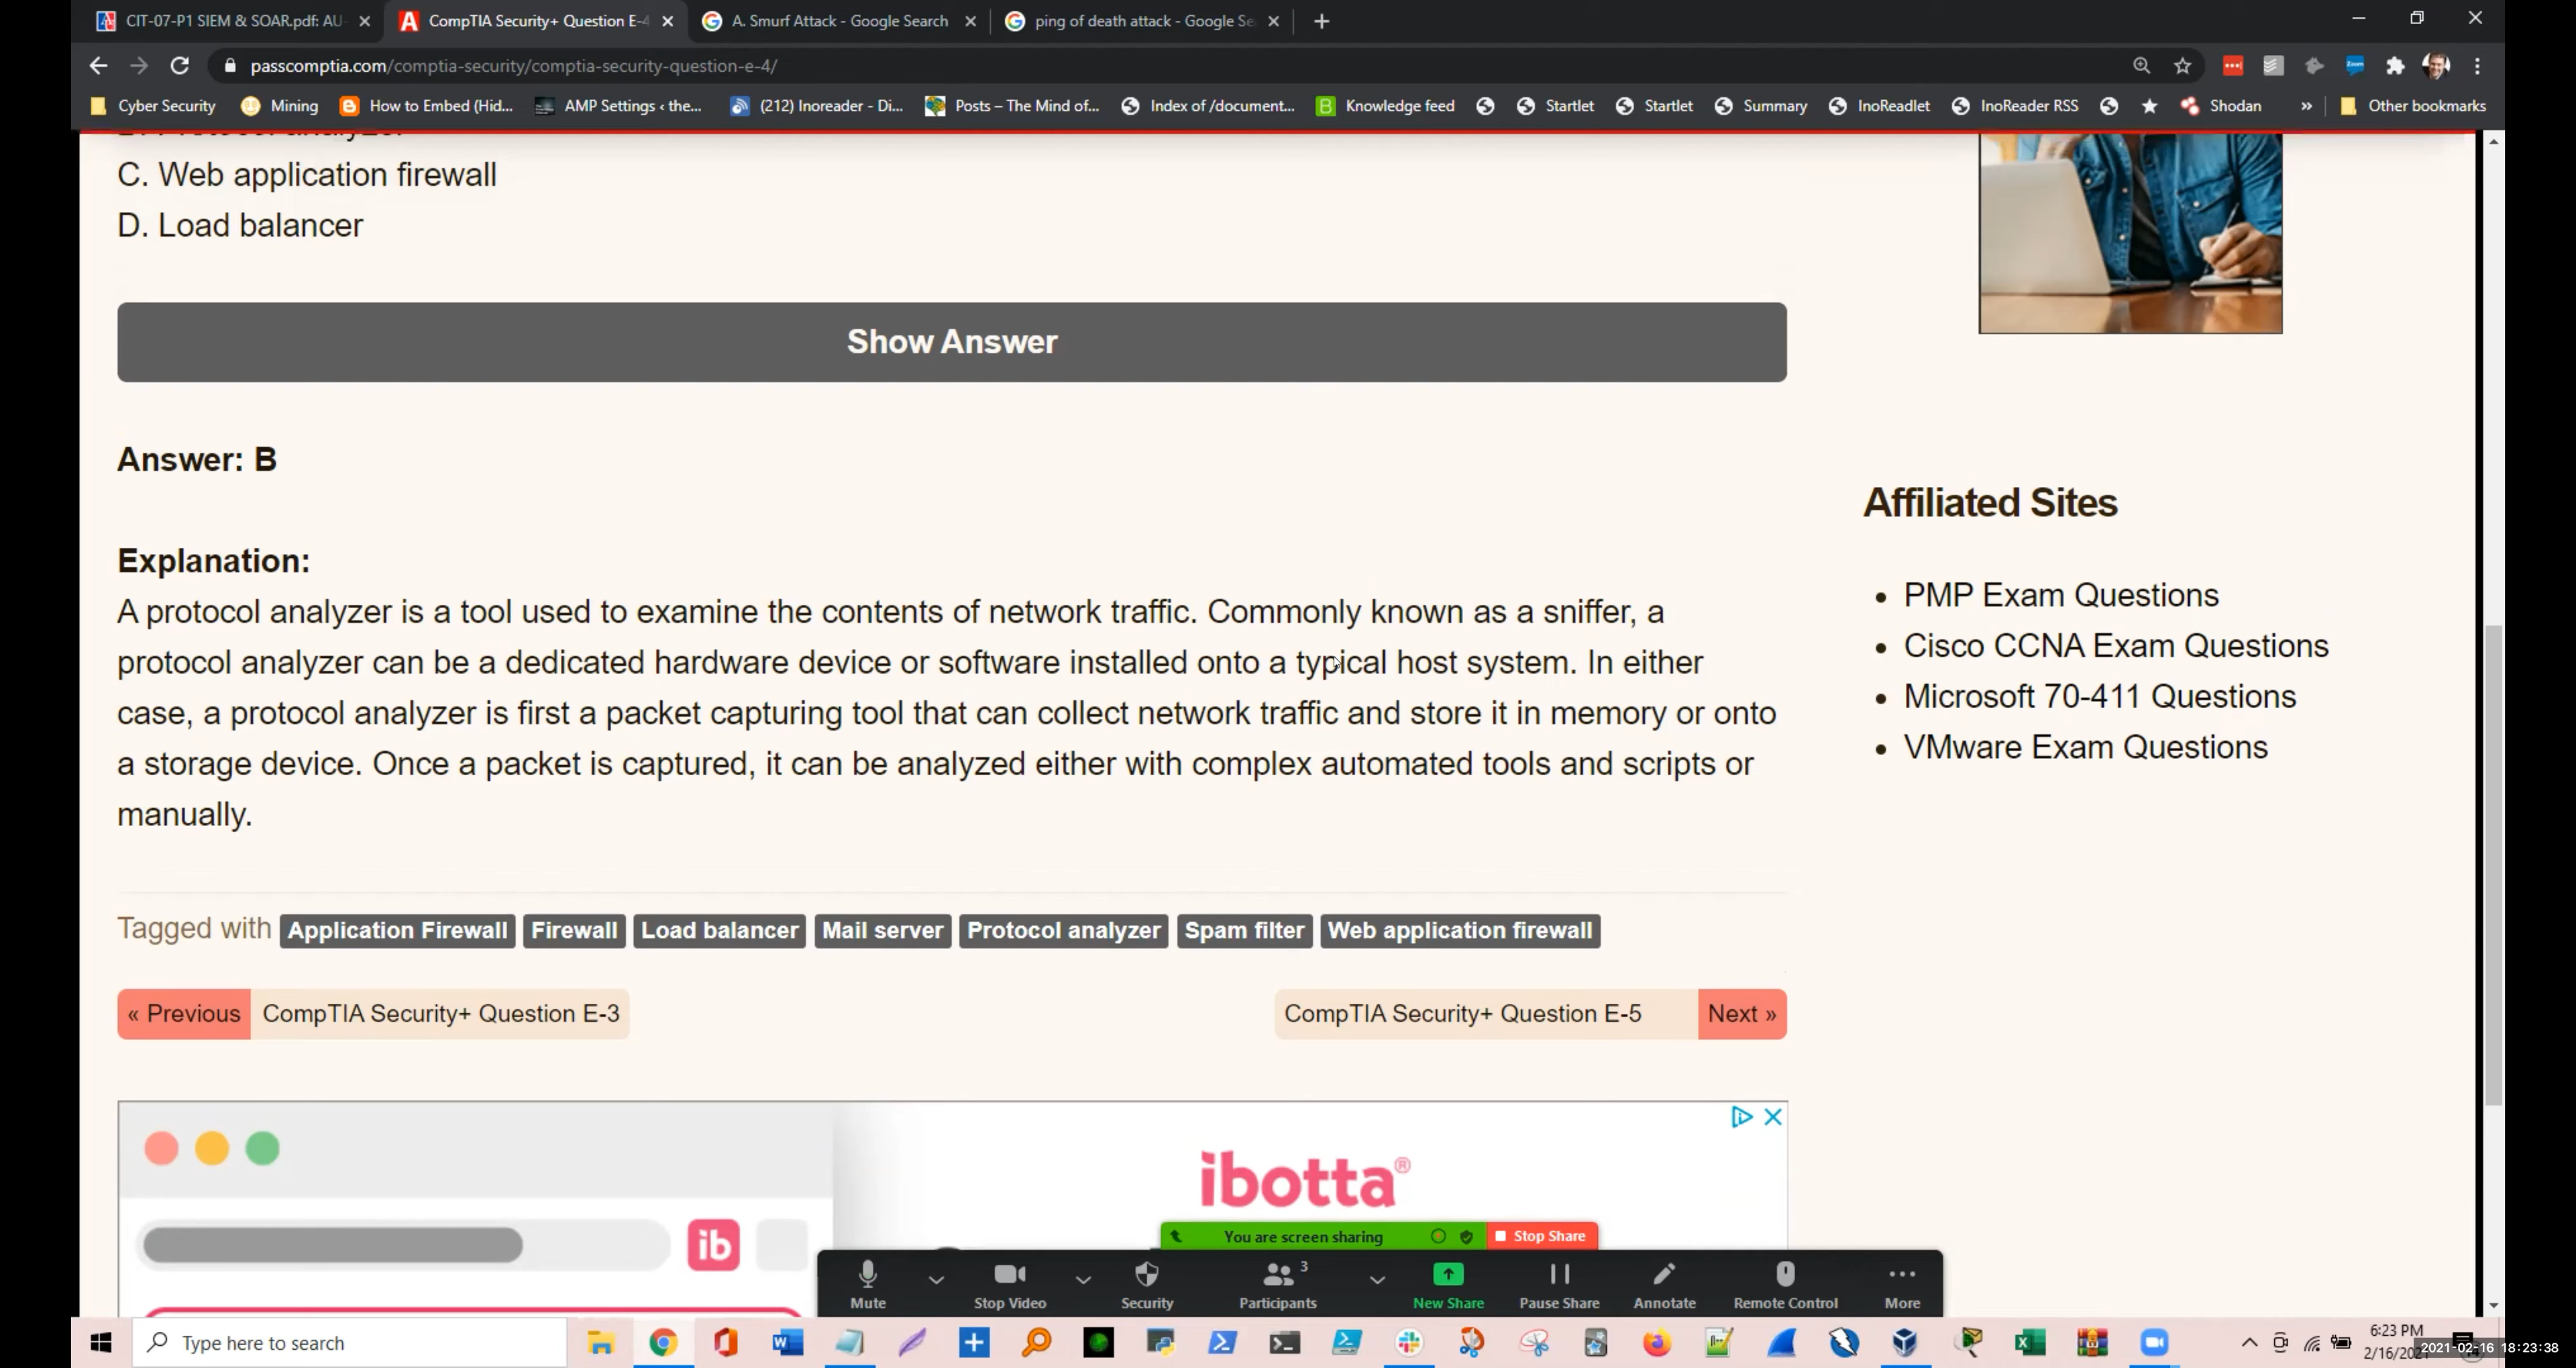 CIT-07-P1 SIEM & SOAR.pdf: AU-
CompTIA Security+ Question E-4
A. Smurf Attack - Google Search
ping of death attack - Google Se
passcomptia.com/comptia-security/comptia-security-question-e-4/
Cyber Security
Mining
How to Embed (Hid...
AMP Settings ‹ the...
(212) Inoreader - Di...
Posts – The Mind of...
Index of /document...
Knowledge feed
Startlet
Startlet
Summary
InoReadlet
InoReader RSS
Shodan
»
Other bookmarks
C. Web application firewall
D. Load balancer
Show Answer
Answer: B
Explanation:
A protocol analyzer is a tool used to examine the contents of network traffic. Commonly known as a sniffer, a
protocol analyzer can be a dedicated hardware device or software installed onto a typical host system. In either
case, a protocol analyzer is first a packet capturing tool that can collect network traffic and store it in memory or onto
a storage device. Once a packet is captured, it can be analyzed either with complex automated tools and scripts or
manually.
Tagged with Application Firewall Firewall Load balancer Mail server Protocol analyzer Spam filter Web application firewall
« Previous CompTIA Security+ Question E-3
CompTIA Security+ Question E-5 Next »
Affiliated Sites
• PMP Exam Questions
• Cisco CCNA Exam Questions
• Microsoft 70-411 Questions
• VMware Exam Questions
ibotta®
ib
You are screen sharing
Stop Share
Mute
Stop Video
Security
3
Participants
New Share
Pause Share
Annotate
Remote Control
More
Type here to search
6:23 PM
2/16/202
2021-02-16 18:23:38